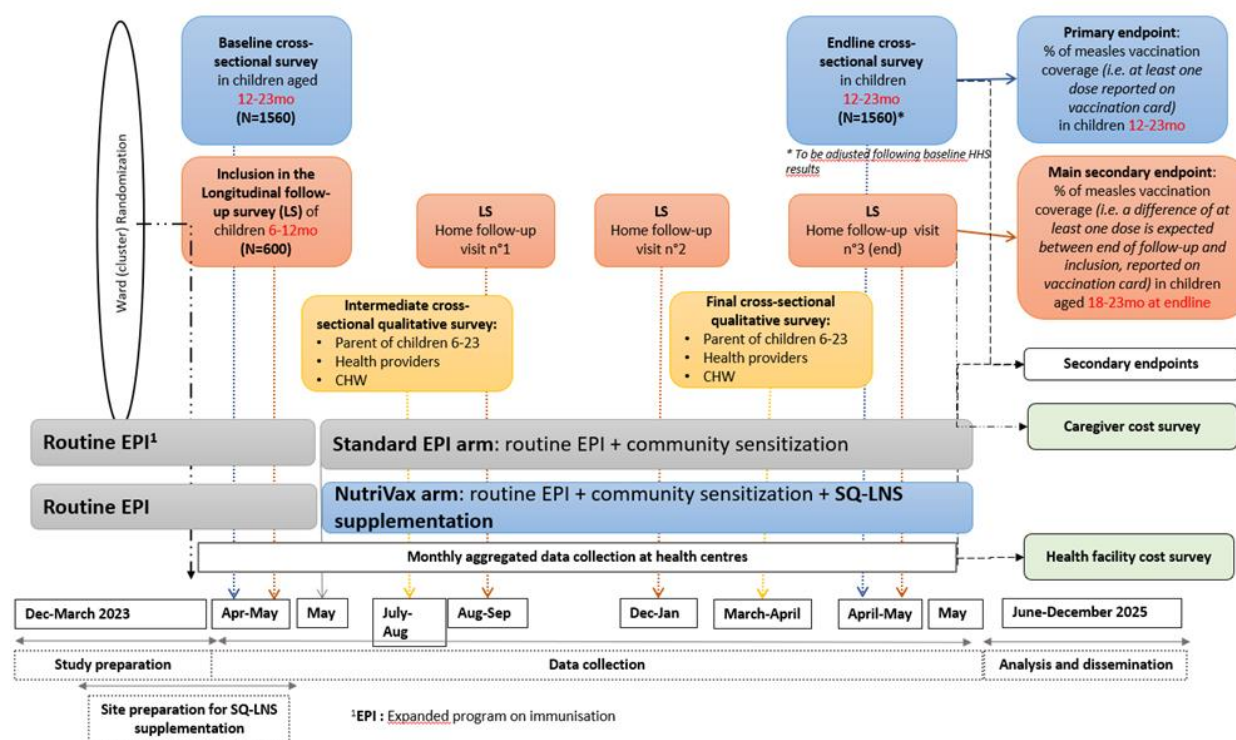 Ward (cluster) Randomization
Baseline cross-
sectional survey
in children aged
12-23mo
(N=1560)
Endline cross-
sectional survey
in children
12-23mo
(N=1560)*
Primary endpoint:
% of measles vaccination
coverage (i.e. at least one
dose reported on
vaccination card)
in children 12-23mo
* To be adjusted following baseline HHS
results
Inclusion in the
Longitudinal follow-
up survey (LS) of
children 6-12mo
(N=600)
LS
Home follow-up
visit n°1
LS
Home follow-up
visit n°2
LS
Home follow-up visit
n°3 (end)
Main secondary endpoint:
% of measles vaccination
coverage (i.e. a difference of at
least one dose is expected
between end of follow-up and
inclusion, reported on
vaccination card) in children
aged 18-23mo at endline
Intermediate cross-
sectional qualitative survey:
• Parent of children 6-23
• Health providers
• CHW
Final cross-sectional
qualitative survey:
• Parent of children 6-23
• Health providers
• CHW
Secondary endpoints
Caregiver cost survey
Routine EPI¹
Standard EPI arm: routine EPI + community sensitization
Routine EPI
NutriVax arm: routine EPI + community sensitization + SQ-LNS
supplementation
Monthly aggregated data collection at health centres
Health facility cost survey
Dec-March 2023
Apr-May
May
July-
Aug
Aug-Sep
Dec-Jan
March-April
April-May
May
June-December 2025
Study preparation
Data collection
Analysis and dissemination
Site preparation for SQ-LNS
supplementation
¹EPI : Expanded program on immunisation